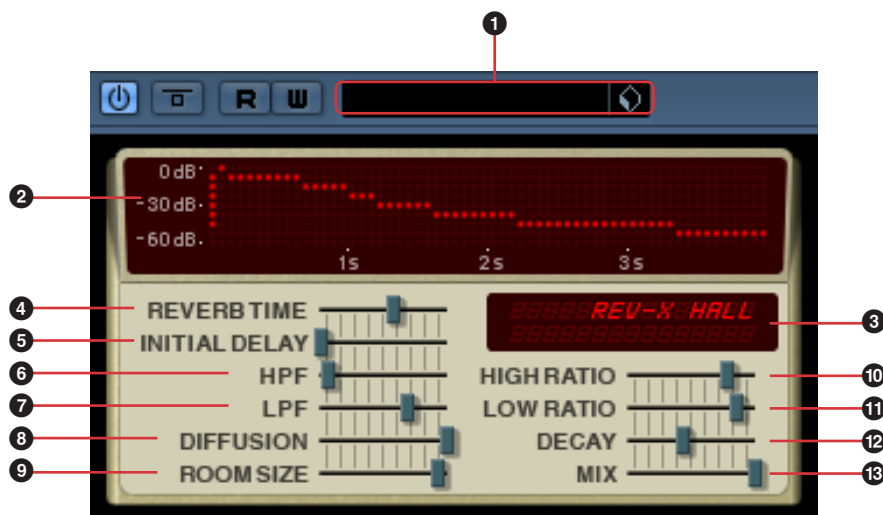 1
R W
2
0 dB
-30 dB
-60 dB
1s 2s 3s
4 REVERB TIME
REV-X HALL 3
5 INITIAL DELAY
6 HPF HIGH RATIO 10
7 LPF LOW RATIO 11
8 DIFFUSION DECAY 12
9 ROOM SIZE MIX 13